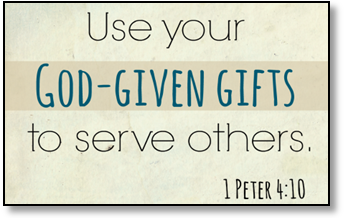 Use your
GOD-GIVEN GIFTS
to serve others.
1 PETER 4:10